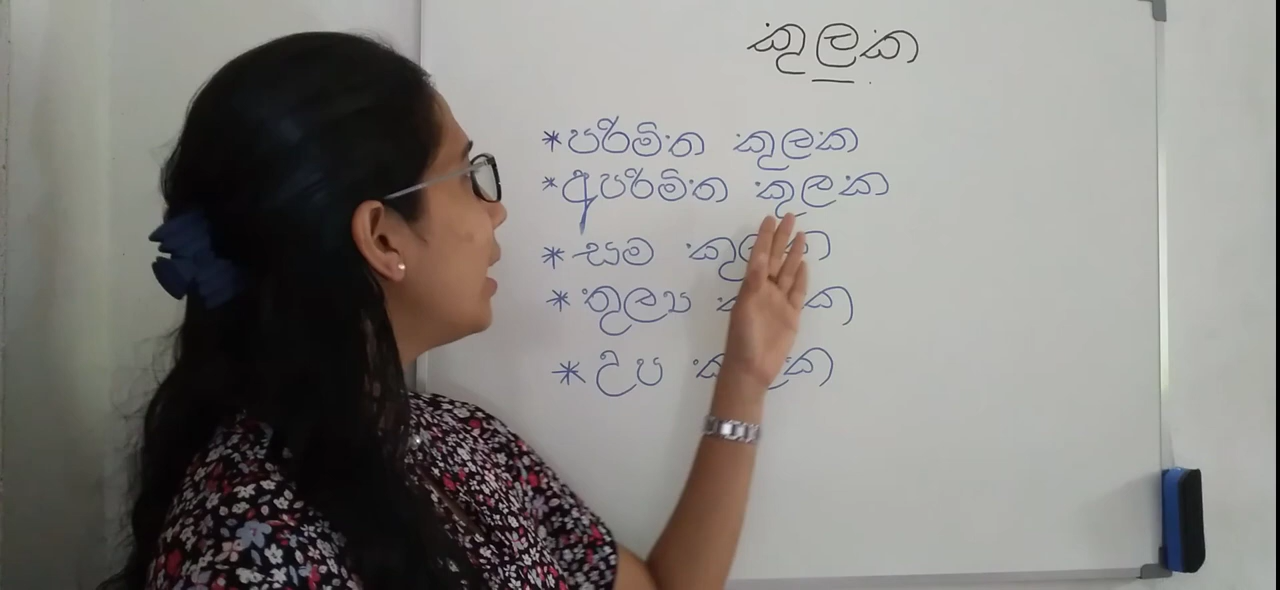 කුලක
*පරිමිත කුලක
*අපරිමිත කුලක
*සම
*තුල්‍ය
*උප